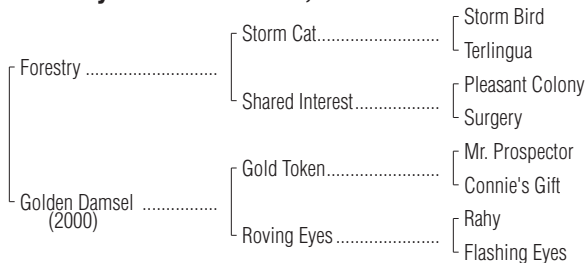 Storm Bird
Storm Cat....................
Terlingua
Forestry ................................
Pleasant Colony
Shared Interest.....................
Surgery
Mr. Prospector
Gold Token............................
Connie's Gift
Golden Damsel ..................
(2000)
Rahy
Roving Eyes .........................
Flashing Eyes